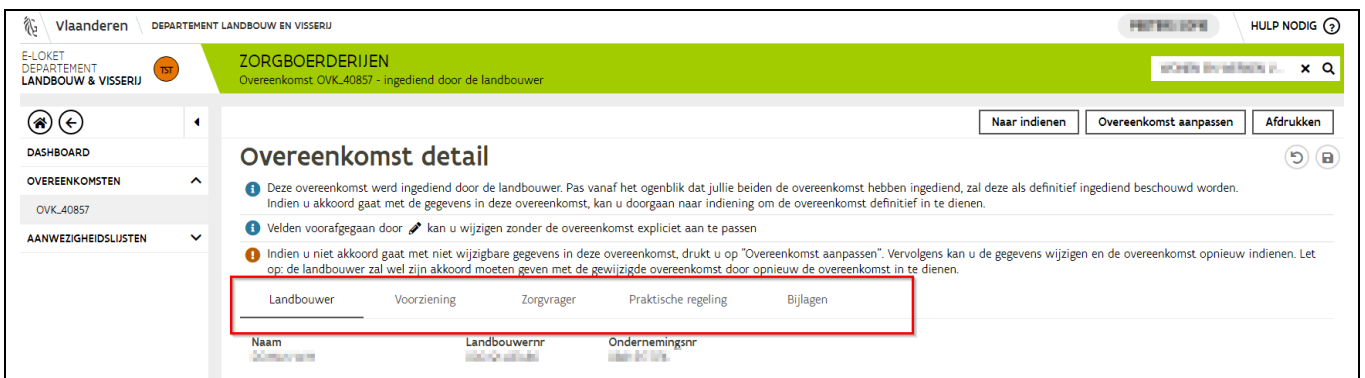 Vlaanderen
DEPARTEMENT LANDBOUW EN VISSERIJ
HULP NODIG ?
E-LOKET
DEPARTEMENT
LANDBOUW & VISSERIJ
TST
ZORGBOERDERIJEN
Overeenkomst OVK_40857 - ingediend door de landbouwer
Naar indienen
Overeenkomst aanpassen
Afdrukken
DASHBOARD
OVEREENKOMSTEN
OVK_40857
AANWEZIGHEIDSLIJSTEN
Overeenkomst detail
Deze overeenkomst werd ingediend door de landbouwer. Pas vanaf het ogenblik dat jullie beiden de overeenkomst hebben ingediend, zal deze als definitief ingediend beschouwd worden.
Indien u akkoord gaat met de gegevens in deze overeenkomst, kan u doorgaan naar indiening om de overeenkomst definitief in te dienen.
Velden voorafgegaan door kan u wijzigen zonder de overeenkomst expliciet aan te passen
Indien u niet akkoord gaat met niet wijzigbare gegevens in deze overeenkomst, drukt u op "Overeenkomst aanpassen". Vervolgens kan u de gegevens wijzigen en de overeenkomst opnieuw indienen. Let
op: de landbouwer zal wel zijn akkoord moeten geven met de gewijzigde overeenkomst door opnieuw de overeenkomst in te dienen.
Landbouwer Voorziening Zorgvrager Praktische regeling Bijlagen
Naam Landbouwernr Ondernemingsnr